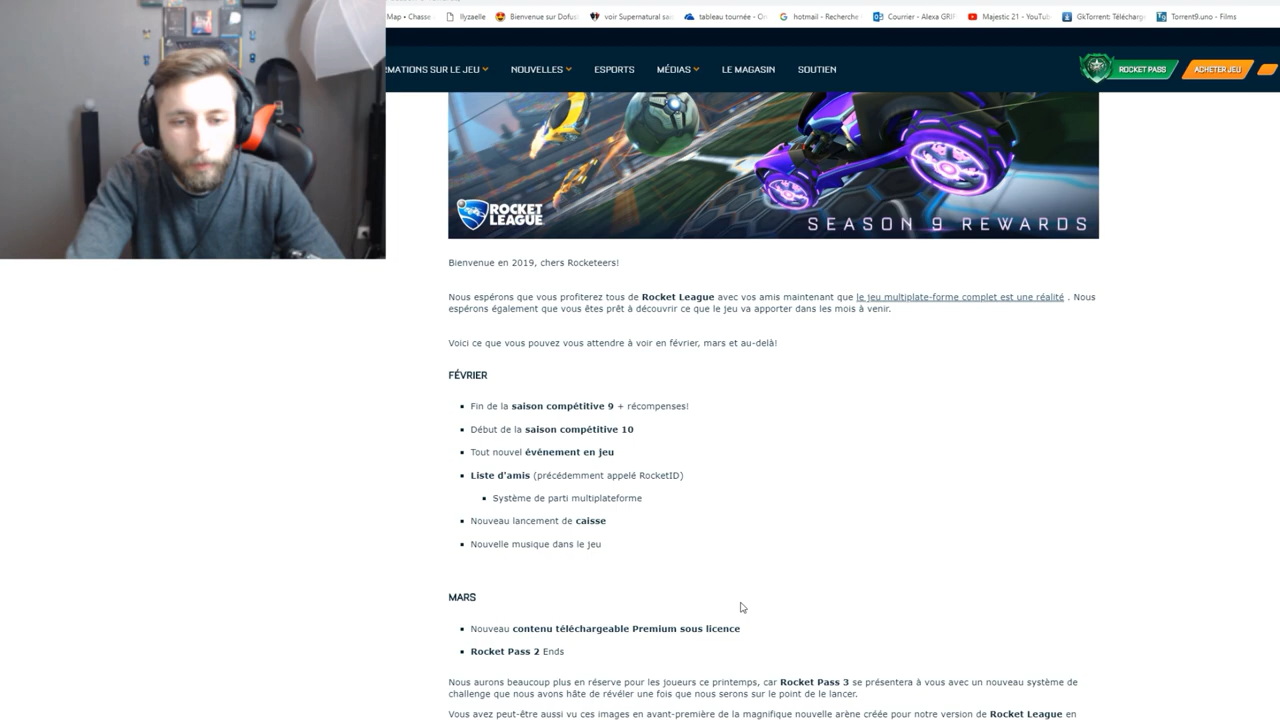 Map • Chasse
Ilyzaelle
Bienvenue sur Dofus
voir Supernatural sai
tableau tournée - On
hotmail - Recherche
Courrier - Alexa GRIF
Majestic 21 - YouTub
GkTorrent: Télécharg
Torrent9.uno - Films
RMATIONS SUR LE JEU
NOUVELLES
ESPORTS
MÉDIAS
LE MAGASIN
SOUTIEN
ROCKET PASS
ACHETER JEU
ROCKET
LEAGUE
SEASON 9 REWARDS
Bienvenue en 2019, chers Rocketeers!
Nous espérons que vous profiterez tous de Rocket League avec vos amis maintenant que le jeu multiplate-forme complet est une réalité . Nous
espérons également que vous êtes prêt à découvrir ce que le jeu va apporter dans les mois à venir.
Voici ce que vous pouvez vous attendre à voir en février, mars et au-delà!
FÉVRIER
Fin de la saison compétitive 9 + récompenses!
Début de la saison compétitive 10
Tout nouvel événement en jeu
Liste d'amis (précédemment appelé RocketID)
Système de parti multiplateforme
Nouveau lancement de caisse
Nouvelle musique dans le jeu
MARS
Nouveau contenu téléchargeable Premium sous licence
Rocket Pass 2 Ends
Nous aurons beaucoup plus en réserve pour les joueurs ce printemps, car Rocket Pass 3 se présentera à vous avec un nouveau système de
challenge que nous avons hâte de révéler une fois que nous serons sur le point de le lancer.
Vous avez peut-être aussi vu ces images en avant-première de la magnifique nouvelle arène créée pour notre version de Rocket League en